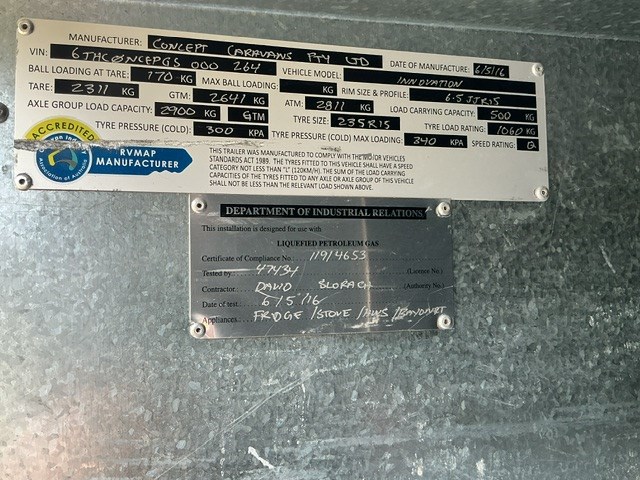 MANUFACTURER: CONCEPT CARAVANS PTY LTD DATE OF MANUFACTURE: 6/5/16
VIN: 6THCØNCEPGS 000 264 VEHICLE MODEL: INNOVATION
BALL LOADING AT TARE: 170 KG MAX BALL LOADING: KG RIM SIZE & PROFILE: 6.5JJR15
TARE: 2311 KG GTM: 2641 KG ATM: 2811 KG LOAD CARRYING CAPACITY: 500 KG
AXLE GROUP LOAD CAPACITY: 2900 KG GTM TYRE SIZE: 235R15 TYRE LOAD RATING: 1060 KG
TYRE PRESSURE (COLD): 300 KPA TYRE PRESSURE (COLD) MAX LOADING: 340 KPA SPEED RATING: Q
ACCREDITED
RVMAP
MANUFACTURER
Association of Australia
THIS TRAILER WAS MANUFACTURED TO COMPLY WITH THE MOTOR VEHICLES
STANDARDS ACT 1989. THE TYRES FITTED TO THIS VEHICLE SHALL HAVE A SPEED
CATEGORY NOT LESS THAN "L" (120KM/H). THE SUM OF THE LOAD CARRYING
CAPACITIES OF THE TYRES FITTED TO ANY AXLE OR AXLE GROUP OF THIS VEHICLE
SHALL NOT BE LESS THAN THE RELEVANT LOAD SHOWN ABOVE.
DEPARTMENT OF INDUSTRIAL RELATIONS
This installation is designed for use with
LIQUEFIED PETROLEUM GAS
Certificate of Compliance No.: 11914653
Tested by: 47434 (Licence No.)
Contractor: (Authority No.)
Date of test: 6/5/16
Appliances: FRIDGE /STOVE /HWS /